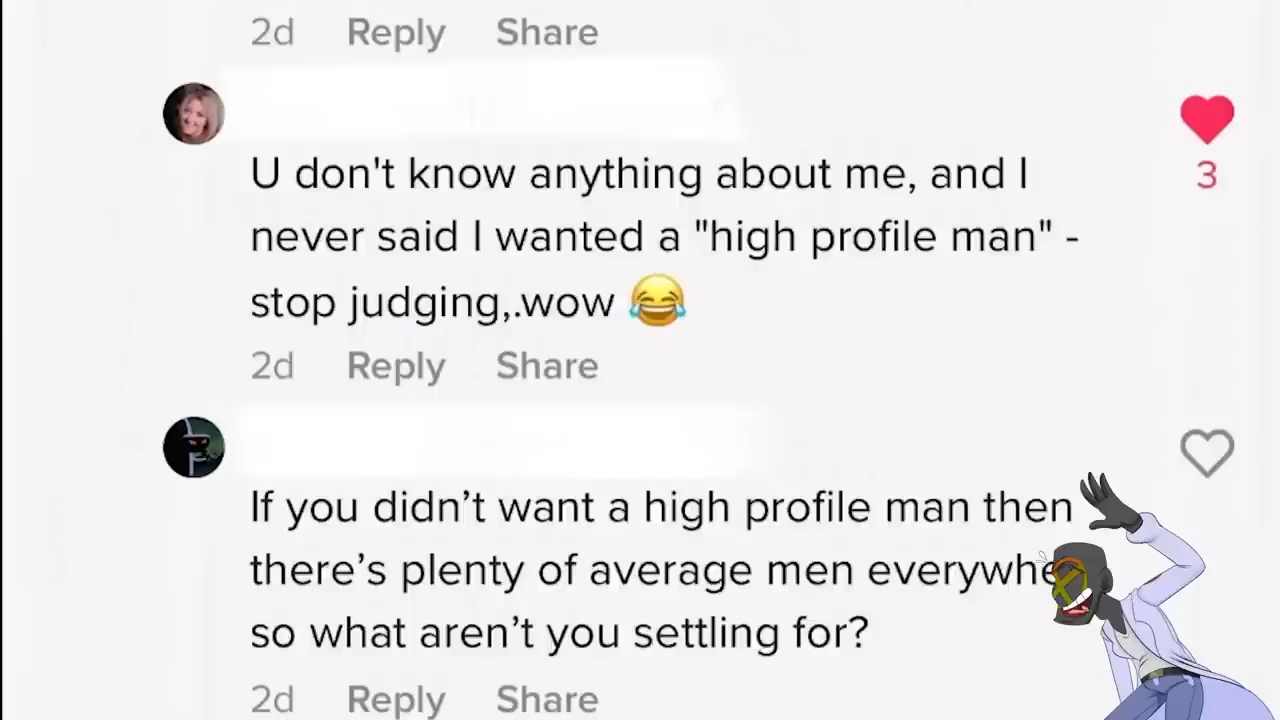 2d Reply Share
U don't know anything about me, and I
never said I wanted a "high profile man" -
stop judging,.wow 😂
3
2d Reply Share
If you didn’t want a high profile man then
there’s plenty of average men
so what aren’t you settling for?
2d Reply Share